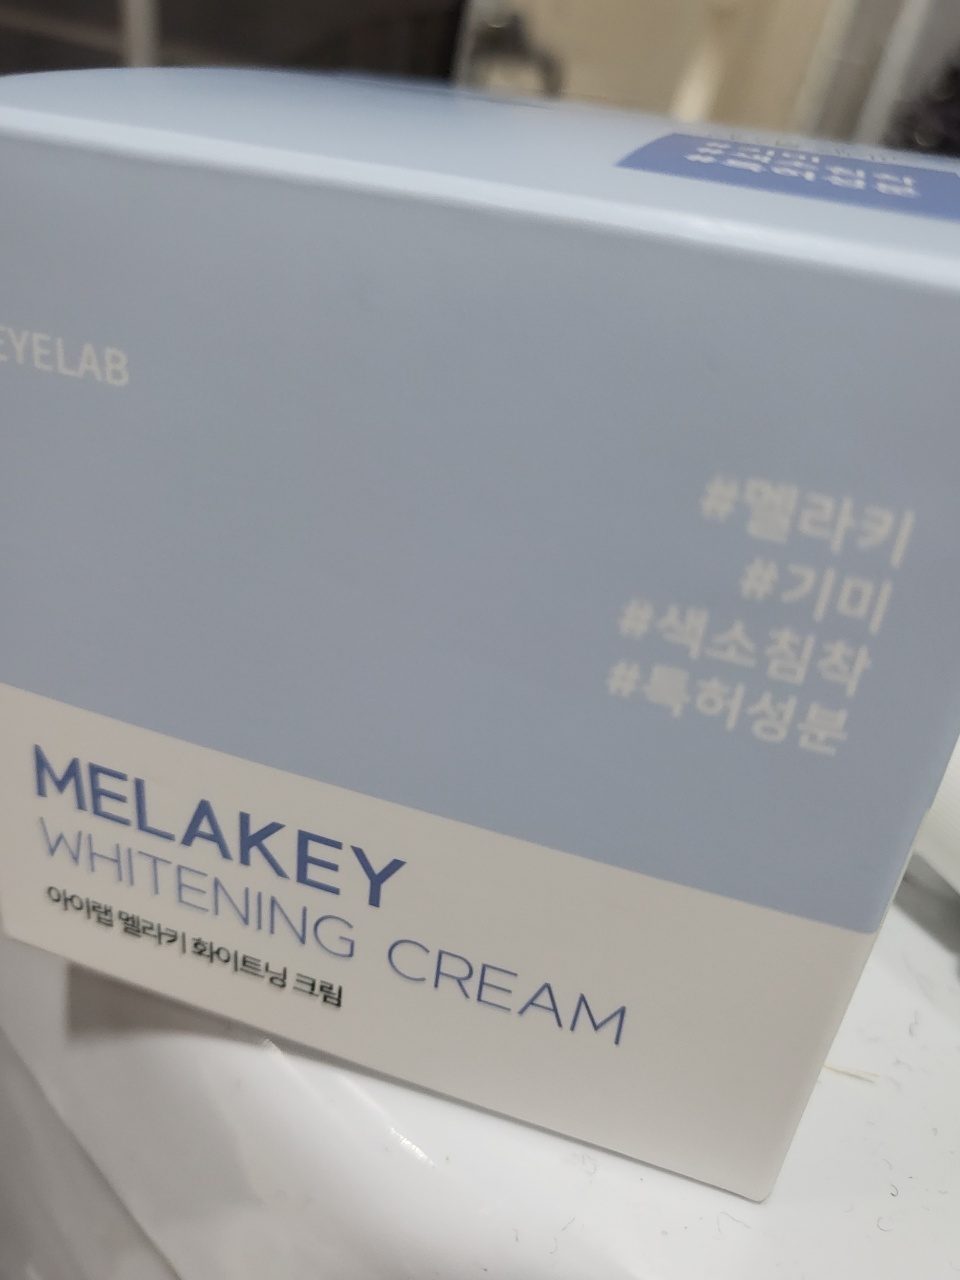 EYELAB
#멜라키
#기미
#색소침착
#특허성분
MELAKEY
WHITENING CREAM
아이랩 멜라키 화이트닝 크림